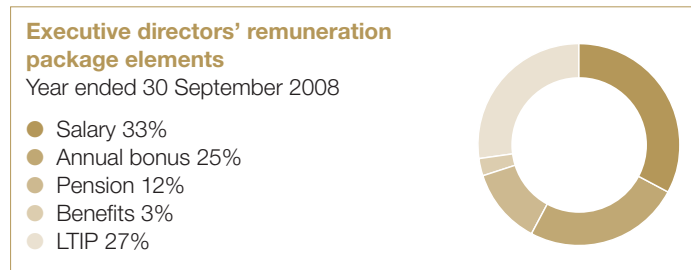 Executive directors’ remuneration
package elements
Year ended 30 September 2008
Salary 33%
Annual bonus 25%
Pension 12%
Benefits 3%
LTIP 27%